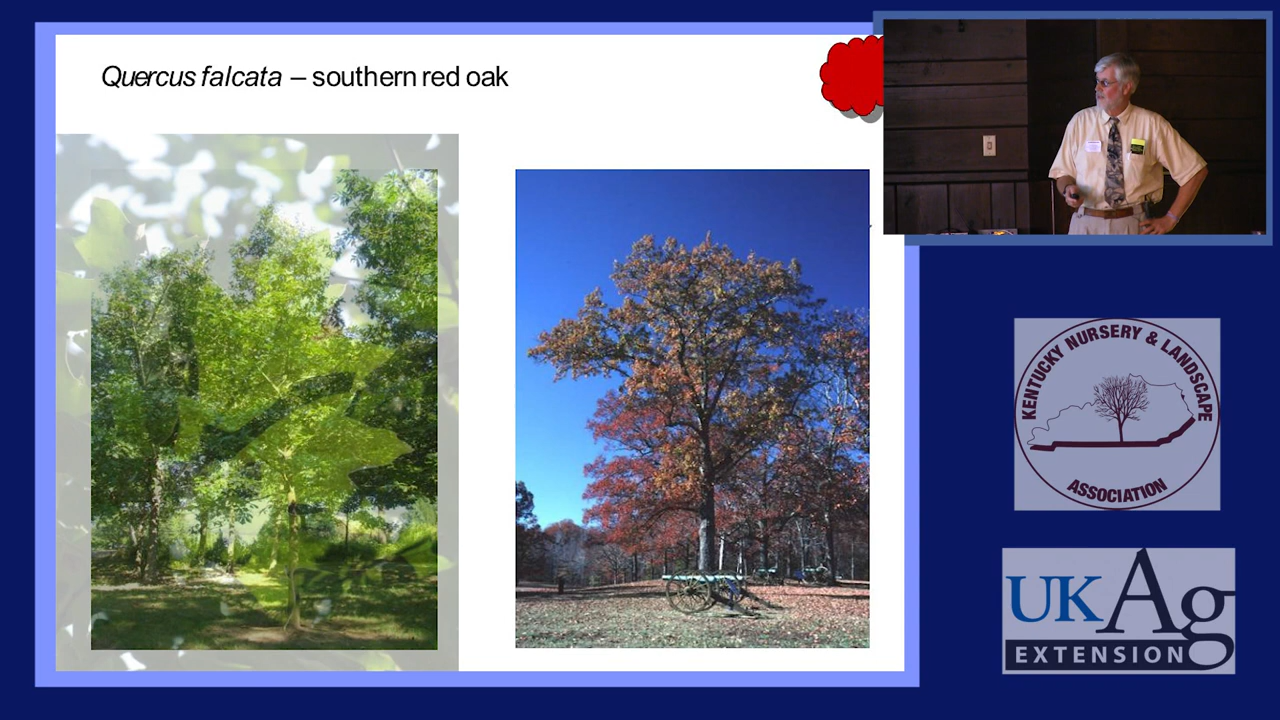 Quercus falcata – southern red oak
KENTUCKY NURSERY & LANDSCAPE
ASSOCIATION
UKAg
EXTENSION